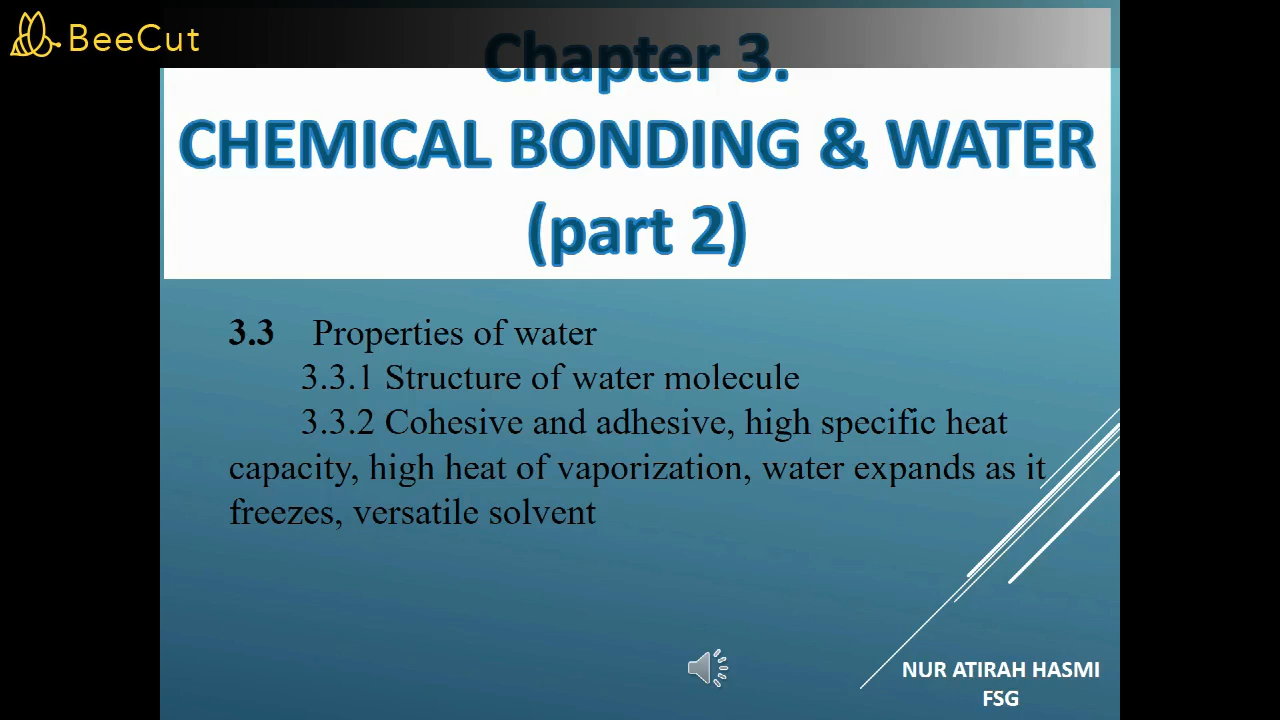 BeeCut
Chapter 3.
CHEMICAL BONDING & WATER
(part 2)
3.3 Properties of water
3.3.1 Structure of water molecule
3.3.2 Cohesive and adhesive, high specific heat
capacity, high heat of vaporization, water expands as it
freezes, versatile solvent
NUR ATIRAH HASMI
FSG